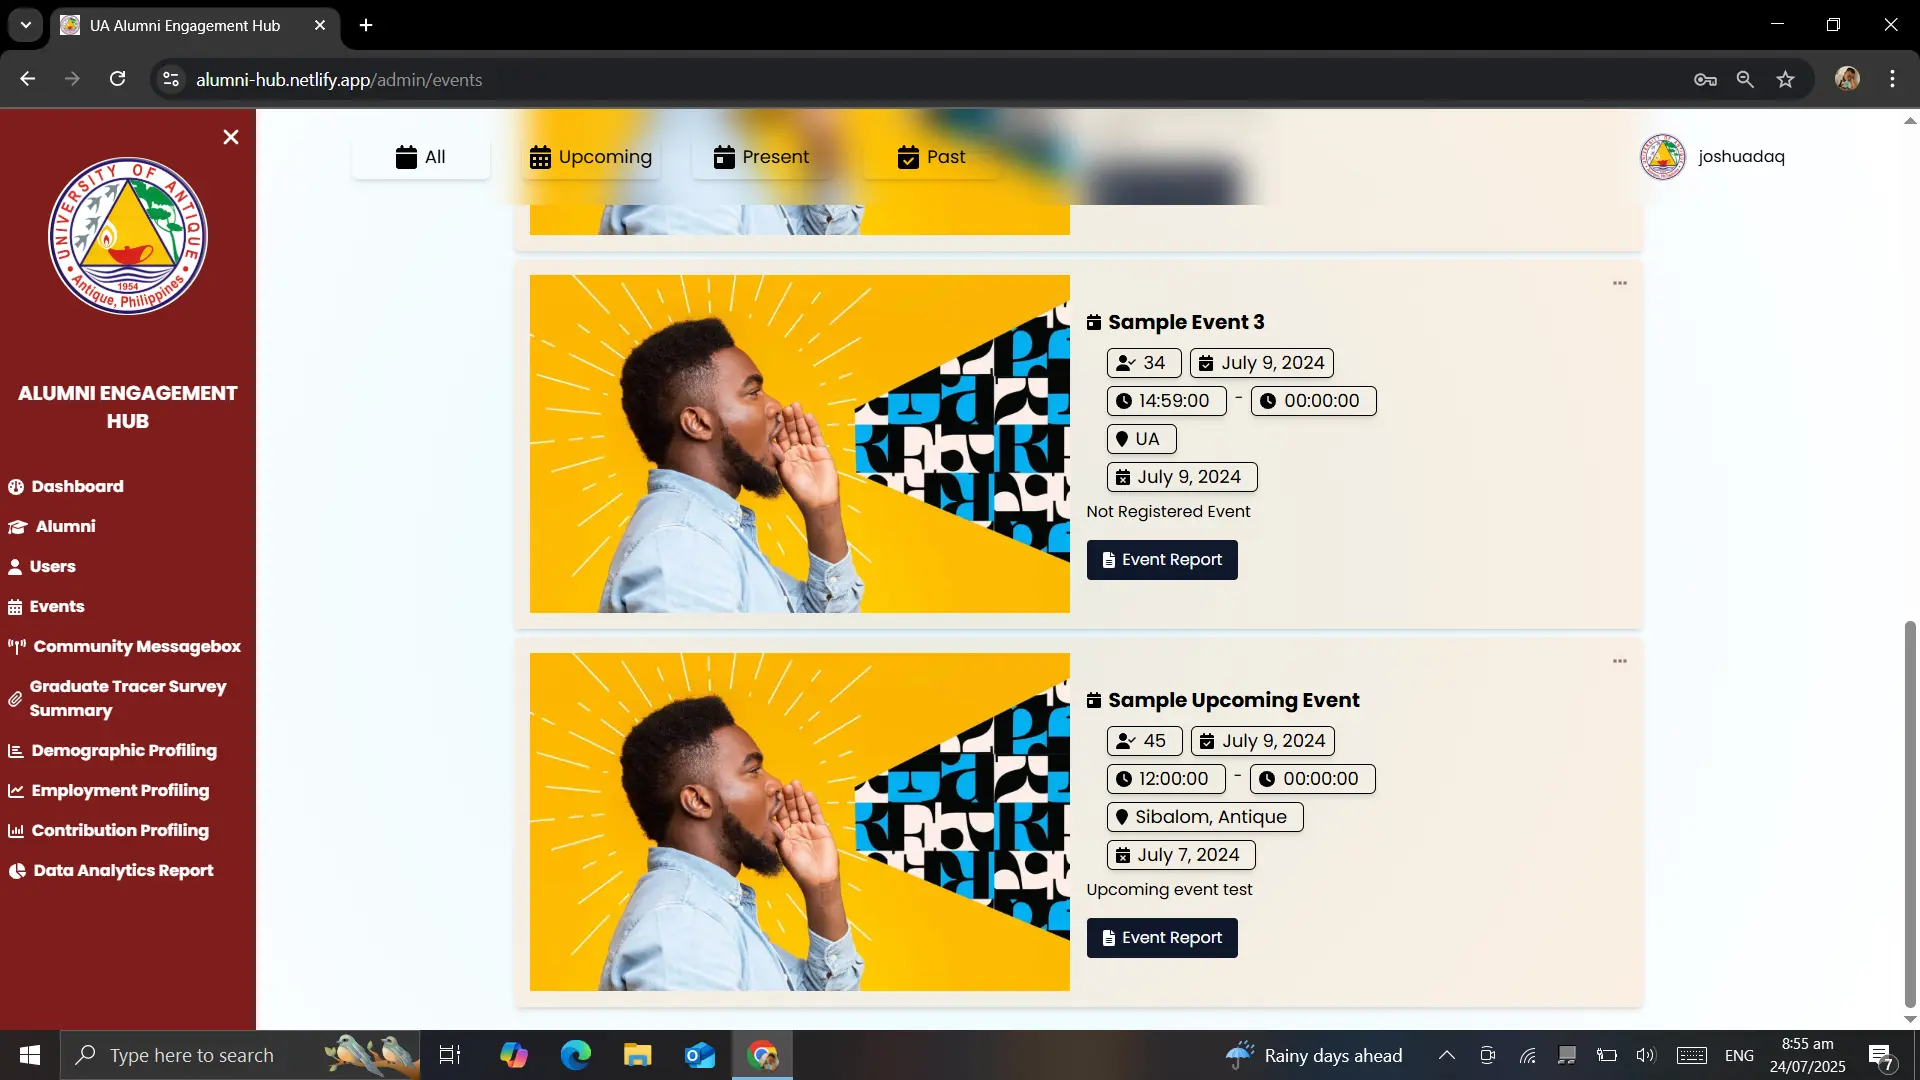 UA Alumni Engagement Hub
alumni-hub.netlify.app/admin/events
UNIVERSITY OF ANTIQUE
1954
Antique, Philippines
ALUMNI ENGAGEMENT
HUB
Dashboard
Alumni
Users
Events
Community Messagebox
Graduate Tracer Survey
Summary
Demographic Profiling
Employment Profiling
Contribution Profiling
Data Analytics Report
All
Upcoming
Present
Past
joshuadaq
Sample Event 3
34
July 9, 2024
14:59:00 - 00:00:00
UA
July 9, 2024
Not Registered Event
Event Report
Sample Upcoming Event
45
July 9, 2024
12:00:00 - 00:00:00
Sibalom, Antique
July 7, 2024
Upcoming event test
Event Report
Type here to search
Rainy days ahead
ENG
8:55 am
24/07/2025
7